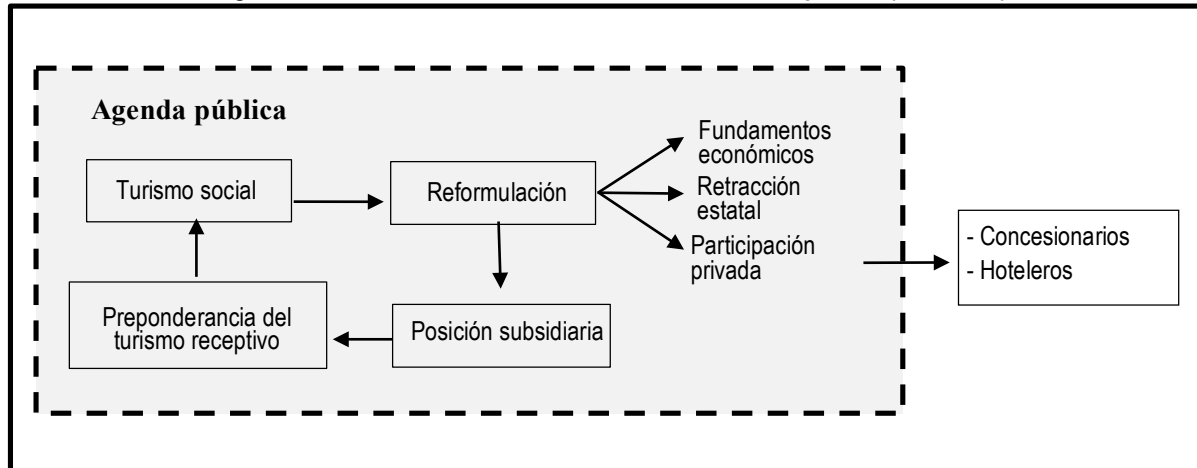 Agenda pública
Fundamentos
económicos
Turismo social
Reformulación
Retracción
estatal
Participación
privada
- Concesionarios
- Hoteleros
Preponderancia del
turismo receptivo
Posición subsidiaria